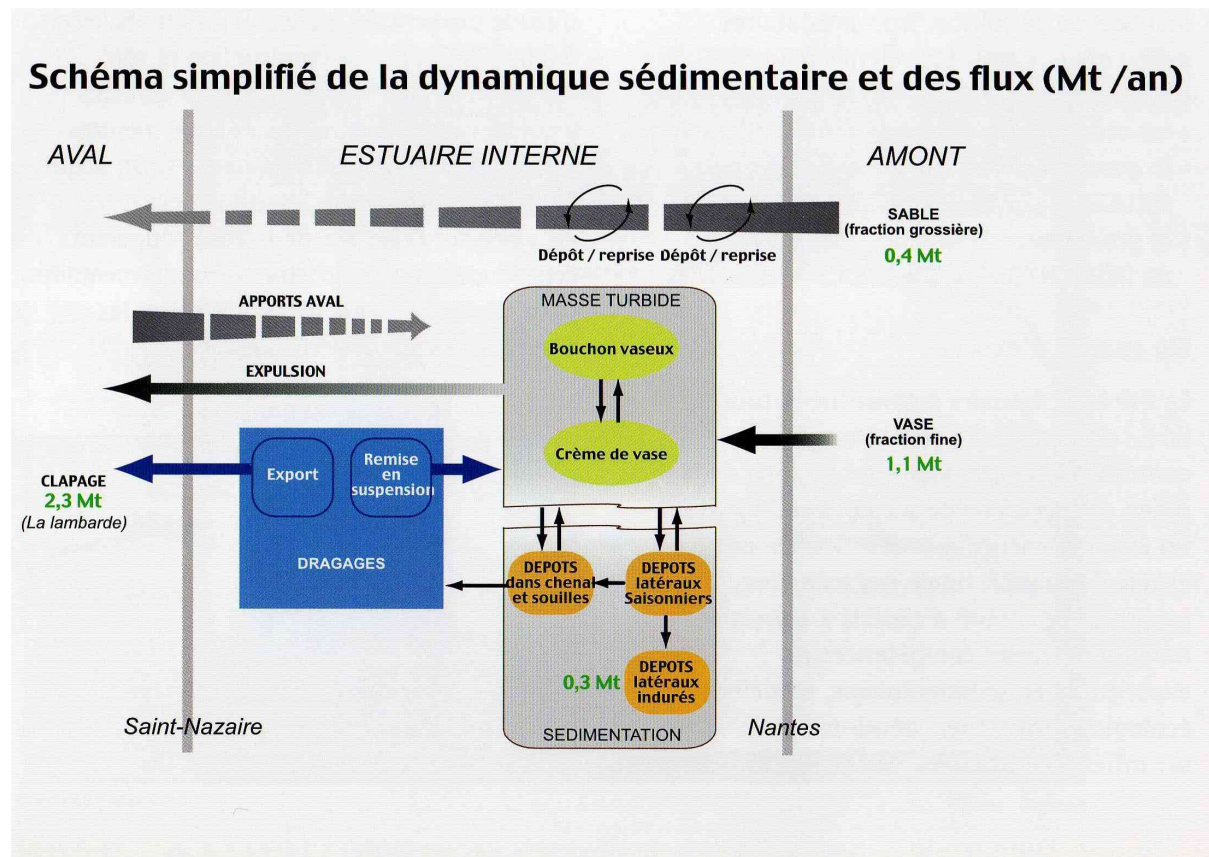 Schéma simplifié de la dynamique sédimentaire et des flux (Mt /an)
AVAL
ESTUAIRE INTERNE
AMONT
SABLE
(fraction grossière)
0,4 Mt
Dépôt / reprise
Dépôt / reprise
APPORTS AVAL
MASSE TURBIDE
Bouchon vaseux
EXPULSION
VASE
(fraction fine)
1,1 Mt
Crème de vase
CLAPAGE
2,3 Mt
(La lambarde)
Export
Remise
en
suspension
DRAGAGES
DEPOTS
dans chenal
et souilles
DEPOTS
latéraux
Saisonniers
0,3 Mt
DEPOTS
latéraux
indurés
SEDIMENTATION
Saint-Nazaire
Nantes